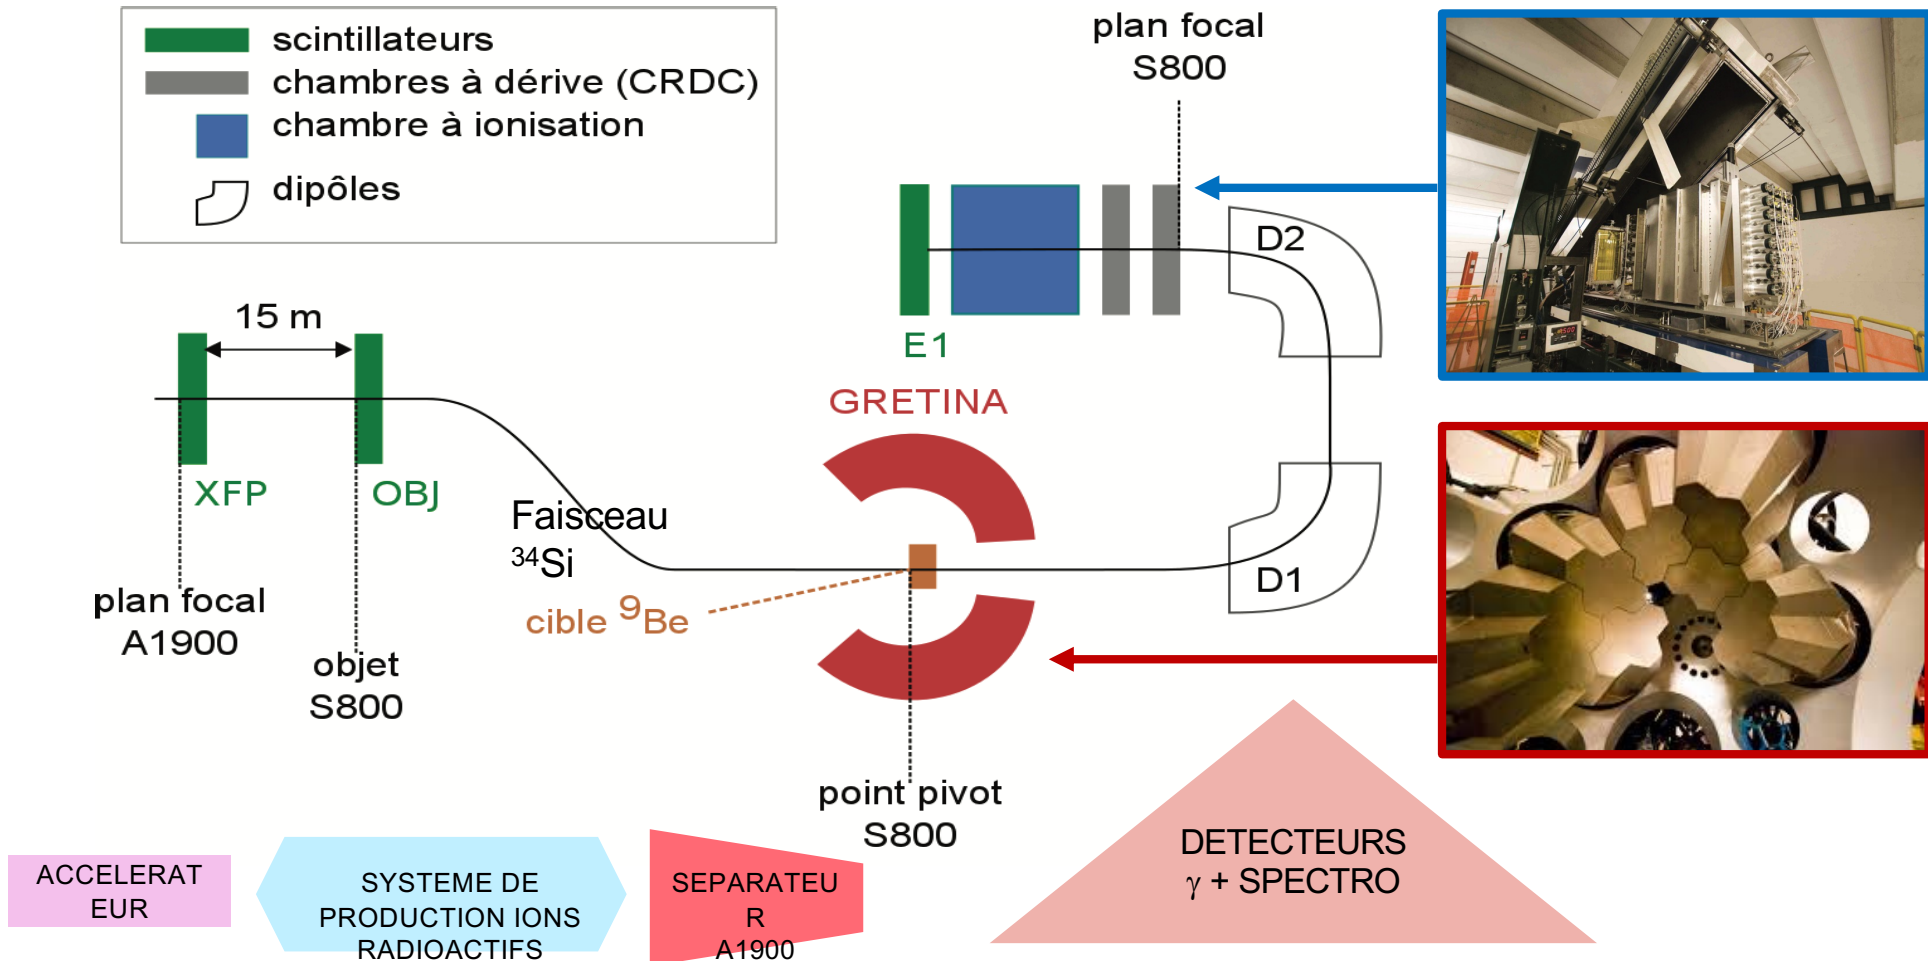 scintillateurs
chambres à dérive (CRDC)
chambre à ionisation
dipôles
plan focal
S800
D2
E1
15 m
XFP
OBJ
GRETINA
Faisceau
³⁴Si
cible ⁹Be
D1
plan focal
A1900
objet
S800
point pivot
S800
ACCELERAT
EUR
SYSTEME DE
PRODUCTION IONS
RADIOACTIFS
SEPARATEU
R
A1900
DETECTEURS
γ + SPECTRO